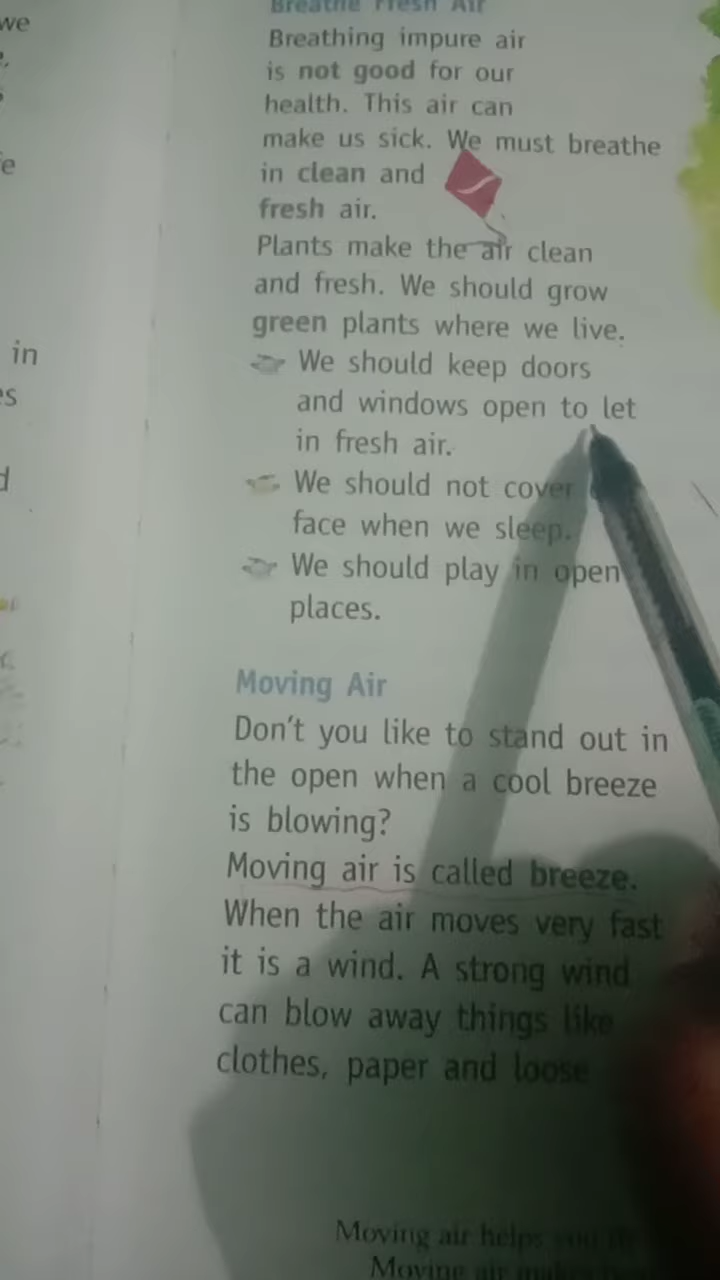 we
e
in
Breathe Fresh Air
Breathing impure air
is not good for our
health. This air can
make us sick. We must breathe
in clean and
fresh air.
Plants make the air clean
and fresh. We should grow
green plants where we live.
We should keep doors
and windows open to let
in fresh air.
We should not cover
face when we sleep.
We should play in open
places.
Moving Air
Don't you like to stand out in
the open when a cool breeze
is blowing?
Moving air is called breeze.
When the air moves very fast
it is a wind. A strong wind
can blow away things like
clothes, paper and loose
Moving air helps
Moving air